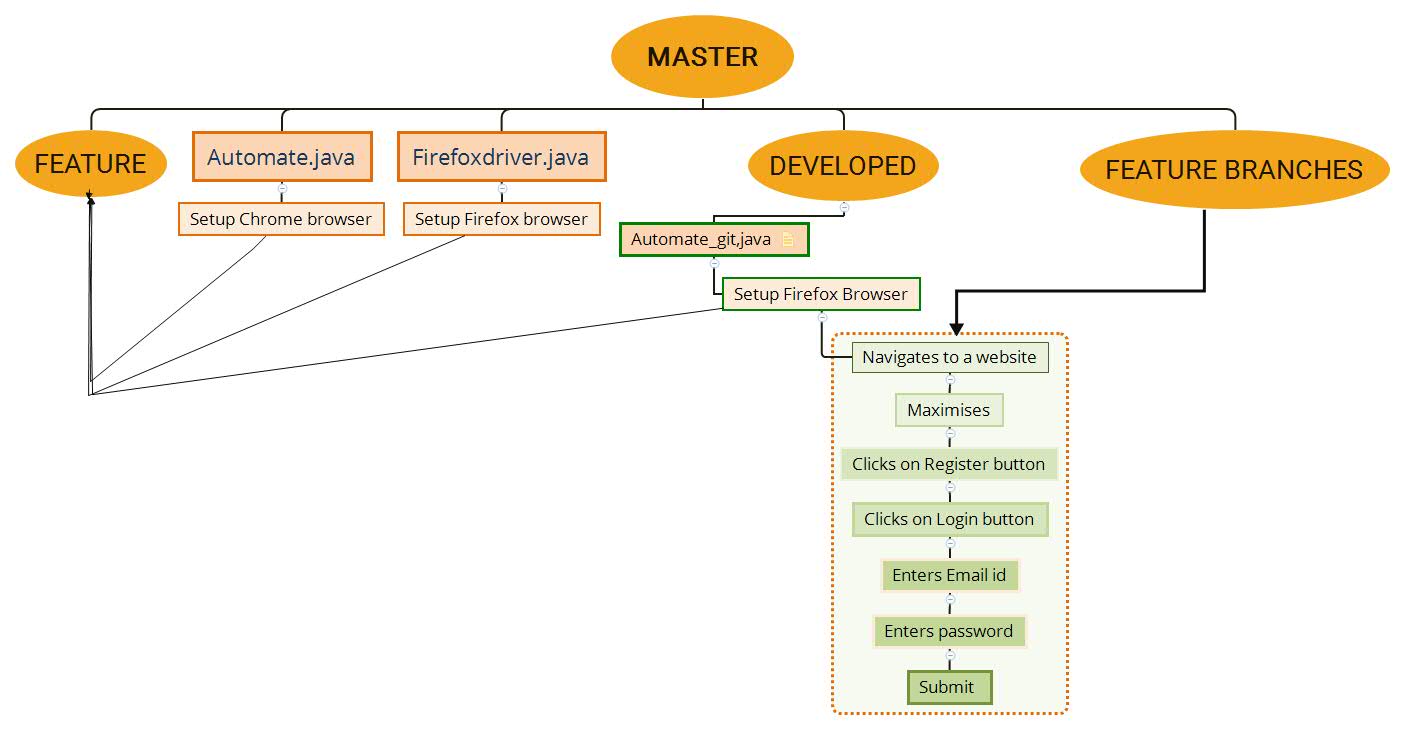 MASTER
FEATURE
Automate.java
Firefoxdriver.java
DEVELOPED
FEATURE BRANCHES
Setup Chrome browser
Setup Firefox browser
Automate_git,java
Setup Firefox Browser
Navigates to a website
Maximises
Clicks on Register button
Clicks on Login button
Enters Email id
Enters password
Submit